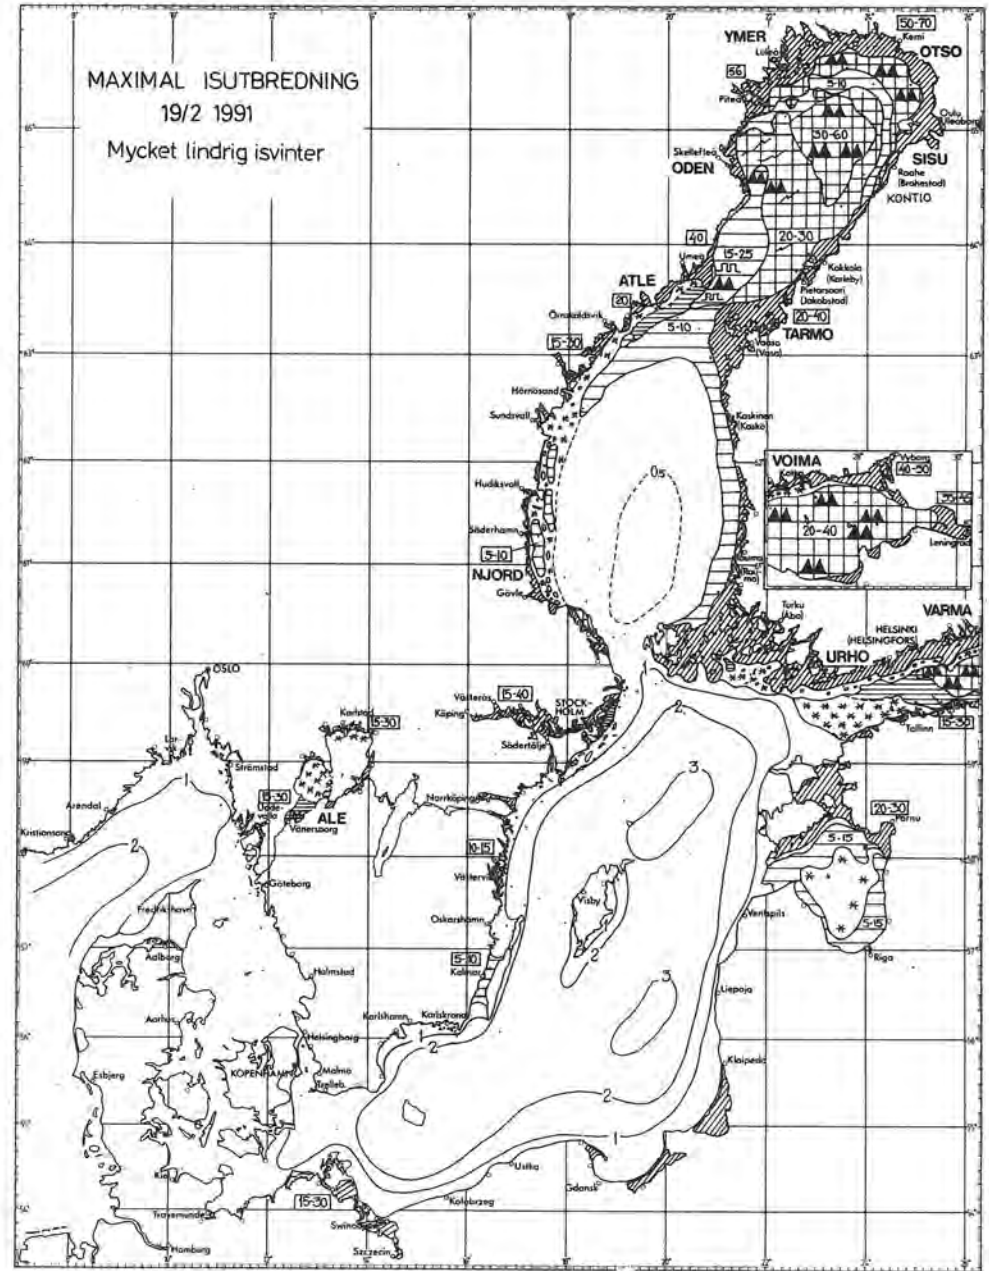 MAXIMAL ISUTBREDNING
19/2 1991
Mycket lindrig isvinter
YMER
Luleå
50-70
Kemi
OTSO
56
Piteå
5-10
Oulu
Uleåborg
30-60
Skellefteå
ODEN
SISU
Raahe
(Brahestad)
KONTIO
40
Umeå
20-30
15-25
Kokkola
(Karleby)
ATLE
20
Pietarsaari
(Jakobstad)
20-40
Örnsköldsvik
5-10
TARMO
15-20
Vaasa
(Vasa)
Härnösand
Sundsvall
Kaskinen
(Kaskö)
VOIMA
Kotka
Vyborg
40-50
0,5
Hudiksvall
35-45
Söderhamn
20-40
Leningrad
5-10
NJORD
Gävle
Turku
(Åbo)
VARMA
HELSINKI
(HELSINGFORS)
URHO
OSLO
Västerås
15-40
STOCK-
HOLM
Köping
Karlstad
15-30
Södertälje
2
Tallinn
15-30
Strömstad
1
3
Arendal
15-30
Udde-
valla
Norrköping
ALE
Vänersborg
20-30
Pärnu
Kristiansand
2
5-15
Västervik
Göteborg
Visby
Fredrikshavn
Oskarshamn
Ventspils
5-15
Aalborg
2
Riga
5-10
Kalmar
3
Halmstad
Liepaja
Aarhus
Karlshamn
Karlskrona
Helsingborg
1
2
Klaipeda
Esbjerg
KÖPENHAMN
Malmö
Trelleb.
2
1
Ustka
Kiel
Gdansk
15-30
Kolobrzeg
Travemunde
Hamburg
Szczecin